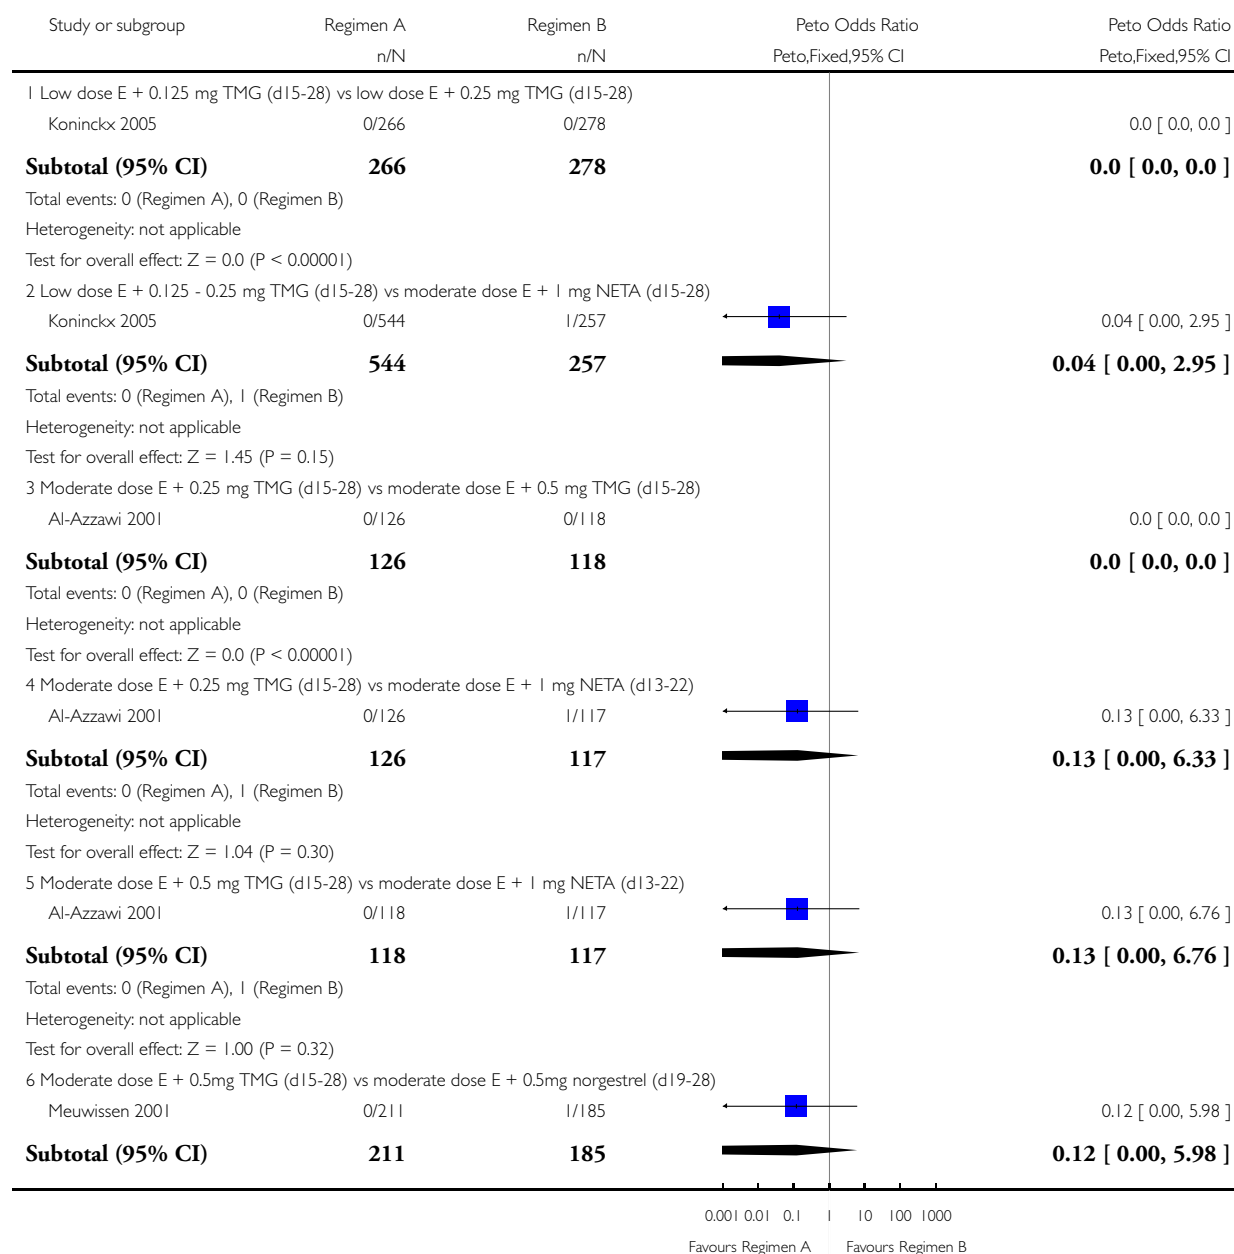 Study or subgroup Regimen A Regimen B Peto Odds Ratio Peto Odds Ratio
n/N n/N Peto,Fixed,95% CI Peto,Fixed,95% CI
1 Low dose E + 0.125 mg TMG (d15-28) vs low dose E + 0.25 mg TMG (d15-28)
Koninckx 2005 0/266 0/278 0.0 [ 0.0, 0.0 ]
Subtotal (95% CI) 266 278 0.0 [ 0.0, 0.0 ]
Total events: 0 (Regimen A), 0 (Regimen B)
Heterogeneity: not applicable
Test for overall effect: Z = 0.0 (P < 0.00001)
2 Low dose E + 0.125 - 0.25 mg TMG (d15-28) vs moderate dose E + 1 mg NETA (d15-28)
Koninckx 2005 0/544 1/257 0.04 [ 0.00, 2.95 ]
Subtotal (95% CI) 544 257 0.04 [ 0.00, 2.95 ]
Total events: 0 (Regimen A), 1 (Regimen B)
Heterogeneity: not applicable
Test for overall effect: Z = 1.45 (P = 0.15)
3 Moderate dose E + 0.25 mg TMG (d15-28) vs moderate dose E + 0.5 mg TMG (d15-28)
Al-Azzawi 2001 0/126 0/118 0.0 [ 0.0, 0.0 ]
Subtotal (95% CI) 126 118 0.0 [ 0.0, 0.0 ]
Total events: 0 (Regimen A), 0 (Regimen B)
Heterogeneity: not applicable
Test for overall effect: Z = 0.0 (P < 0.00001)
4 Moderate dose E + 0.25 mg TMG (d15-28) vs moderate dose E + 1 mg NETA (d13-22)
Al-Azzawi 2001 0/126 1/117 0.13 [ 0.00, 6.33 ]
Subtotal (95% CI) 126 117 0.13 [ 0.00, 6.33 ]
Total events: 0 (Regimen A), 1 (Regimen B)
Heterogeneity: not applicable
Test for overall effect: Z = 1.04 (P = 0.30)
5 Moderate dose E + 0.5 mg TMG (d15-28) vs moderate dose E + 1 mg NETA (d13-22)
Al-Azzawi 2001 0/118 1/117 0.13 [ 0.00, 6.76 ]
Subtotal (95% CI) 118 117 0.13 [ 0.00, 6.76 ]
Total events: 0 (Regimen A), 1 (Regimen B)
Heterogeneity: not applicable
Test for overall effect: Z = 1.00 (P = 0.32)
6 Moderate dose E + 0.5mg TMG (d15-28) vs moderate dose E + 0.5mg norgestrel (d19-28)
Meuwissen 2001 0/211 1/185 0.12 [ 0.00, 5.98 ]
Subtotal (95% CI) 211 185 0.12 [ 0.00, 5.98 ]
0.001 0.01 0.1 1 10 100 1000
Favours Regimen A Favours Regimen B